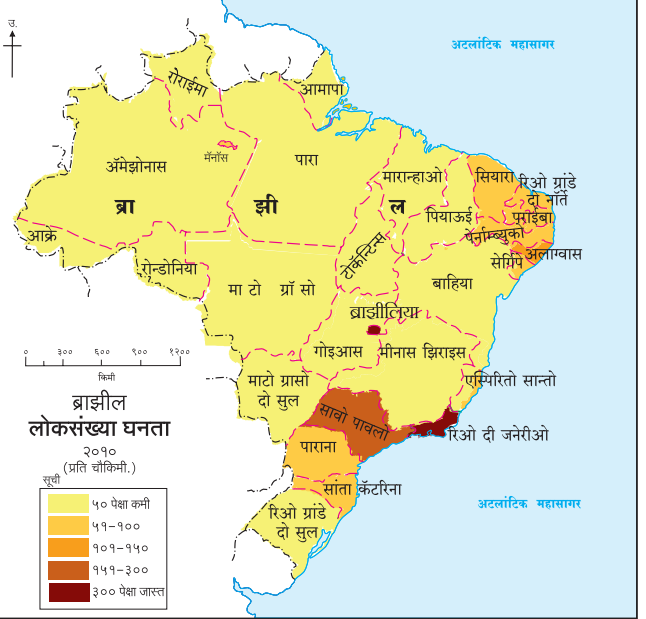 उ.
अटलांटिक महासागर
रोराईमा
आमापा
मॅनॉस
पारा
ॲमेझोनास
मारान्हाओ
सियारा
रिओ ग्रांडे
दी नॉर्ते
ब्रा
झी
ल
पियाऊई
पराईबा
पेर्नाम्ब्युको
आक्रे
टोकॅन्टिन्स
अलाग्वास
सेर्गिपे
रोन्डोनिया
मा टो ग्रॉ सो
बाहिया
ब्राझीलिया
गोइआस
मीनास झिराइस
० ३०० ६०० ९०० १२००
किमी
माटो ग्रासो
दो सुल
एस्पिरितो सान्तो
सावो पावलो
रिओ दी जनेरीओ
पाराना
सांता कॅटरिना
रिओ ग्रांडे
दो सुल
अटलांटिक महासागर
ब्राझील
लोकसंख्या घनता
२०१०
(प्रति चौकिमी.)
सूची
५० पेक्षा कमी
५१-१००
१०१-१५०
१५१-३००
३०० पेक्षा जास्त